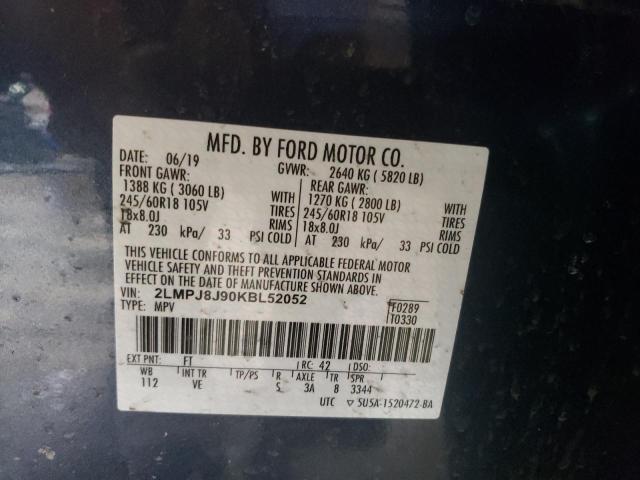 MFD. BY FORD MOTOR CO.
DATE: 06/19 GVWR: 2640 KG ( 5820 LB)
FRONT GAWR: REAR GAWR:
1388 KG ( 3060 LB) WITH 1270 KG ( 2800 LB) WITH
245/60R18 105V TIRES 245/60R18 105V TIRES
18x8.0J RIMS 18x8.0J RIMS
AT 230 kPa/ 33 PSI COLD AT 230 kPa/ 33 PSI COLD
THIS VEHICLE CONFORMS TO ALL APPLICABLE FEDERAL MOTOR
VEHICLE SAFETY AND THEFT PREVENTION STANDARDS IN
EFFECT ON THE DATE OF MANUFACTURE SHOWN ABOVE.
VIN: 2LMPJ8J90KBL52052 F0289
TYPE: MPV T0330
EXT PNT: FT RC: 42 DSO:
WB INT TR TP/PS R AXLE TR SPR
112 VE S 3A 8 3344
UTC ▽ 5U5A-1520472-BA